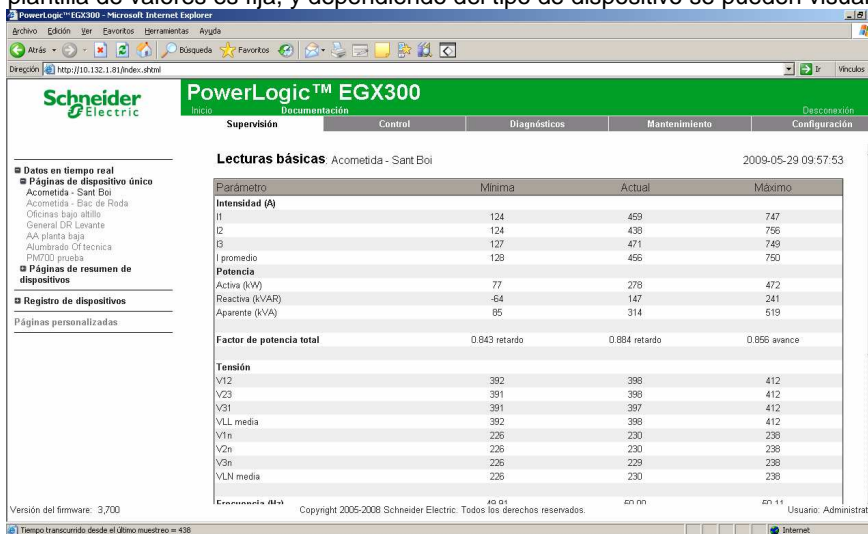 plantilla de valores es fija, y dependiendo del tipo de dispositivo se pueden visual
PowerLogic™ EGX300 - Microsoft Internet Explorer
Archivo Edición Ver Favoritos Herramientas Ayuda
Atrás Búsqueda Favoritos
Dirección http://10.132.1.81/index.shtml Ir Vínculos
Schneider Electric
PowerLogic™ EGX300
Inicio Documentación Desconexión
Supervisión Control Diagnósticos Mantenimiento Configuración
Datos en tiempo real
Páginas de dispositivo único
Acometida - Sant Boi
Acometida - Bac de Roda
Oficinas bajo altillo
General DR Levante
AA planta baja
Alumbrado Of tecnica
PM700 prueba
Páginas de resumen de
dispositivos
Registro de dispositivos
Páginas personalizadas
Lecturas básicas: Acometida - Sant Boi 2009-05-29 09:57:53
Parámetro Mínima Actual Máximo
Intensidad (A)
I1 124 459 747
I2 124 438 756
I3 127 471 749
I promedio 128 456 750
Potencia
Activa (kW) 77 278 472
Reactiva (kVAR) -64 147 241
Aparente (kVA) 85 314 519
Factor de potencia total 0.843 retardo 0.884 retardo 0.856 avance
Tensión
V12 392 398 412
V23 391 398 412
V31 391 397 412
VLL media 392 398 412
V1n 226 230 238
V2n 226 230 238
V3n 226 229 238
VLN media 226 230 238
Frecuencia (Hz) 49.91 50.00 50.11
Versión del firmware: 3,700 Copyright 2005-2008 Schneider Electric. Todos los derechos reservados. Usuario: Administrat
Tiempo transcurrido desde el último muestreo = 438 Internet